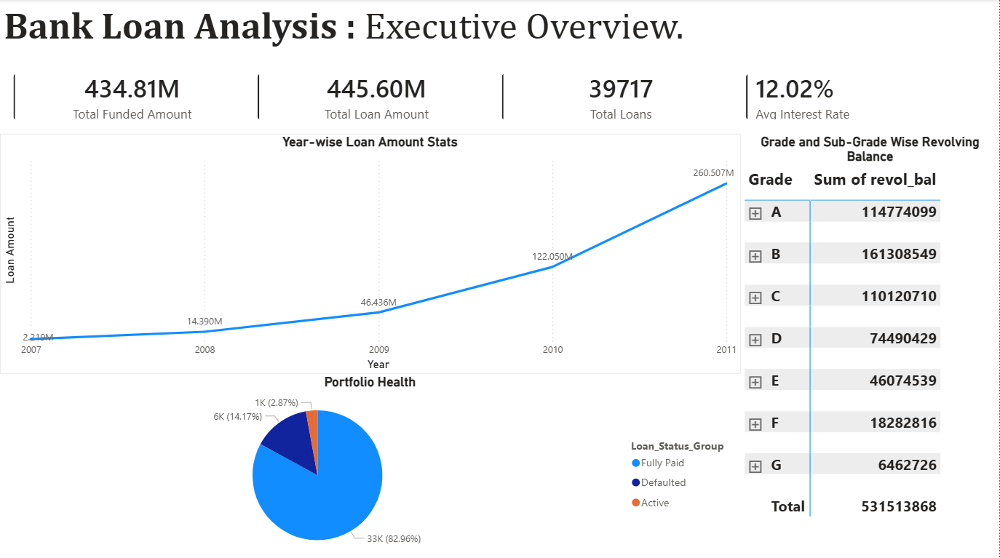 Bank Loan Analysis : Executive Overview.
434.81M
Total Funded Amount
445.60M
Total Loan Amount
39717
Total Loans
12.02%
Avg Interest Rate
Year-wise Loan Amount Stats
Loan Amount
2.219M
14.390M
46.436M
122.050M
260.507M
2007 2008 2009 2010 2011
Year
Grade and Sub-Grade Wise Revolving
Balance
Grade Sum of revol_bal
A 114774099
B 161308549
C 110120710
D 74490429
E 46074539
F 18282816
G 6462726
Total 531513868
Portfolio Health
1K (2.87%)
6K (14.17%)
33K (82.96%)
Loan_Status_Group
Fully Paid
Defaulted
Active